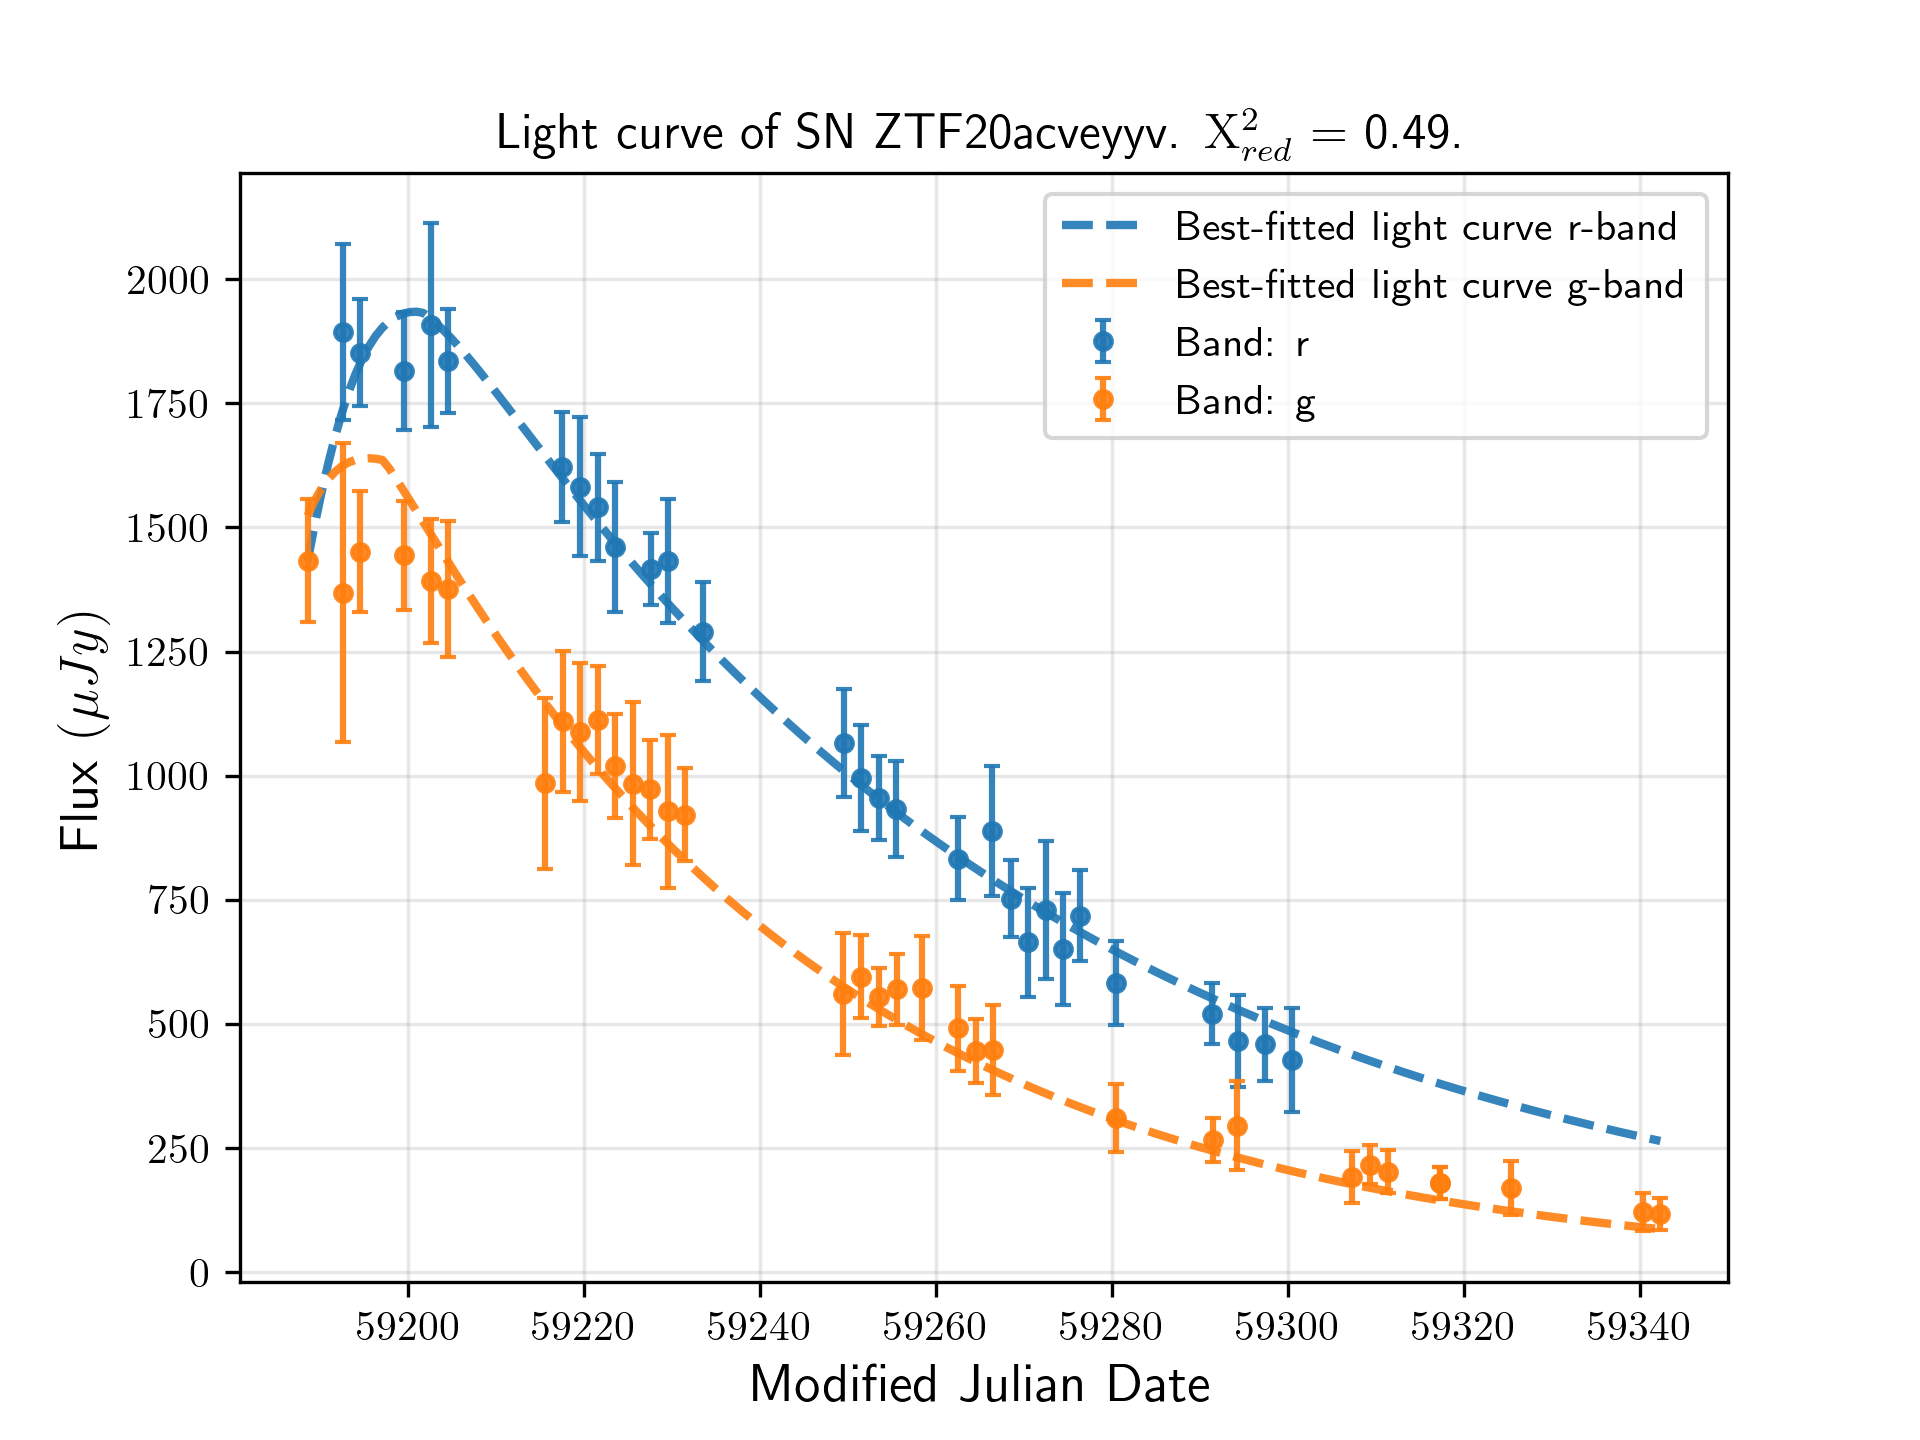 Light curve of SN ZTF20acveyyv. X²_red = 0.49.
Best-fitted light curve r-band
Best-fitted light curve g-band
Band: r
Band: g
Flux (μJy)
2000
1750
1500
1250
1000
750
500
250
0
59200 59220 59240 59260 59280 59300 59320 59340
Modified Julian Date